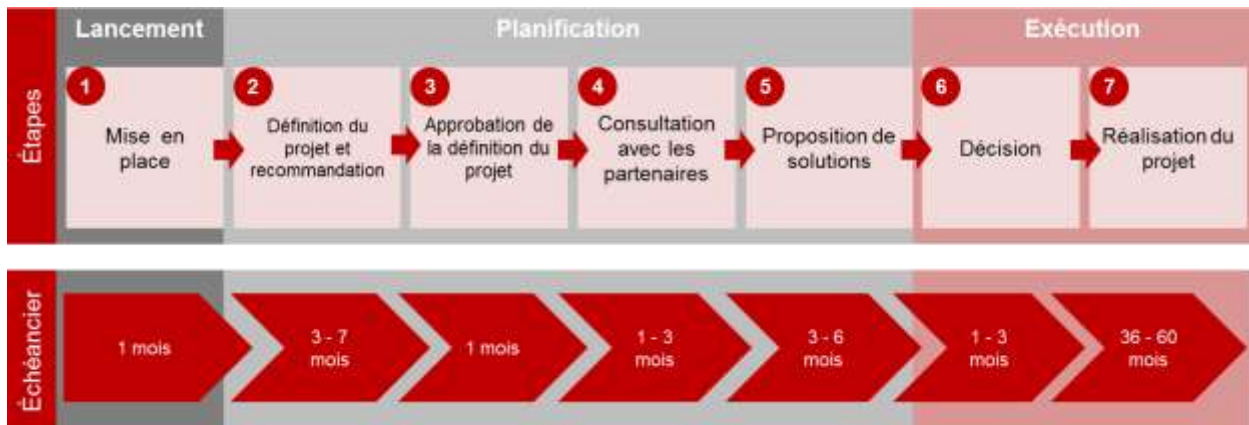 Lancement
Planification
Exécution
Étapes
1
Mise en
place
2
Définition du
projet et
recommandation
3
Approbation de
la définition du
projet
4
Consultation
avec les
partenaires
5
Proposition de
solutions
6
Décision
7
Réalisation du
projet
Échéancier
1 mois
3 - 7
mois
1 mois
1 - 3
mois
3 - 6
mois
1 - 3
mois
36 - 60
mois